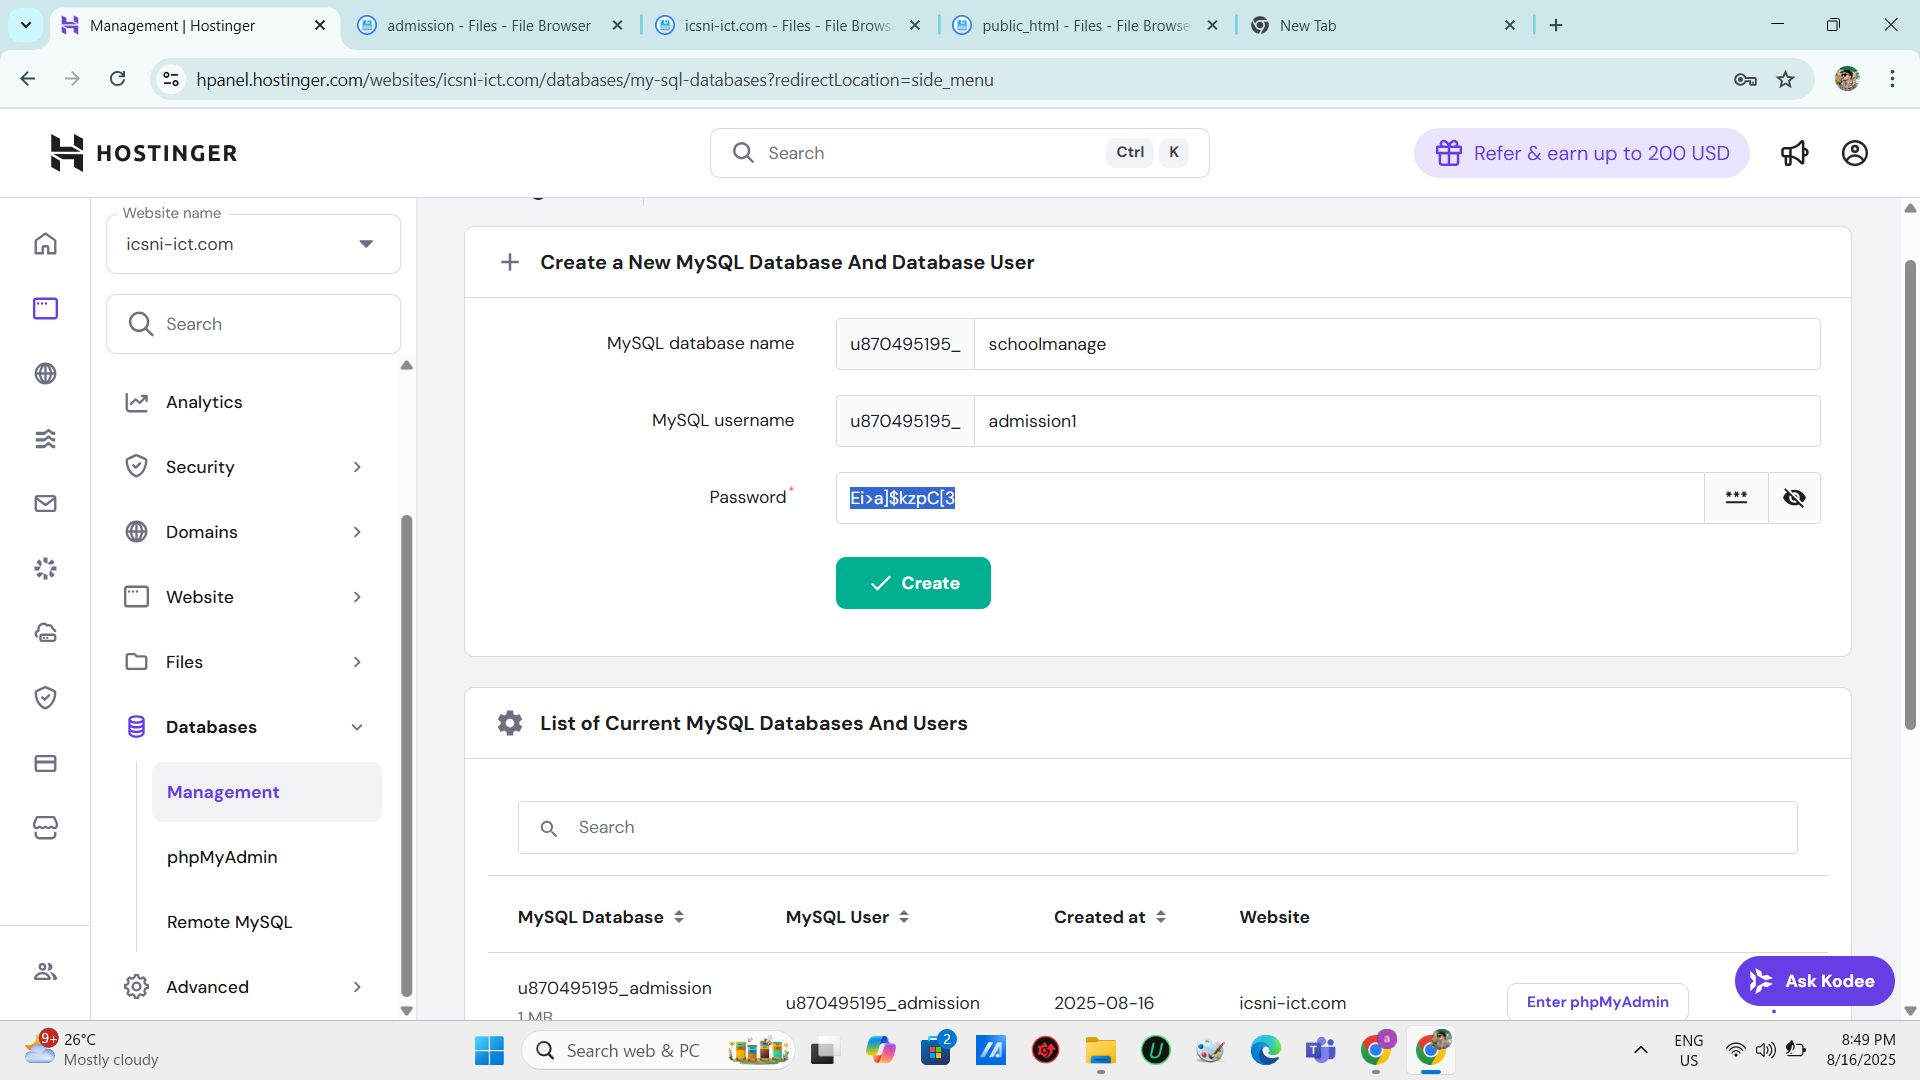 Management | Hostinger
admission - Files - File Browser
icsni-ict.com - Files - File Brows
public_html - Files - File Browse
New Tab
hpanel.hostinger.com/websites/icsni-ict.com/databases/my-sql-databases?redirectLocation=side_menu
HOSTINGER
Search
Ctrl
K
Refer & earn up to 200 USD
Website name
icsni-ict.com
Search
Analytics
Security
Domains
Website
Files
Databases
Management
phpMyAdmin
Remote MySQL
Advanced
Create a New MySQL Database And Database User
MySQL database name
u870495195_
schoolmanage
MySQL username
u870495195_
admission1
Password*
Ei>a]$kzpC[3
Create
List of Current MySQL Databases And Users
Search
MySQL Database
MySQL User
Created at
Website
u870495195_admission
1 MB
u870495195_admission
2025-08-16
icsni-ict.com
Enter phpMyAdmin
Ask Kodee
9+
26°C
Mostly cloudy
Search web & PC
2
a
ENG
US
8:49 PM
8/16/2025